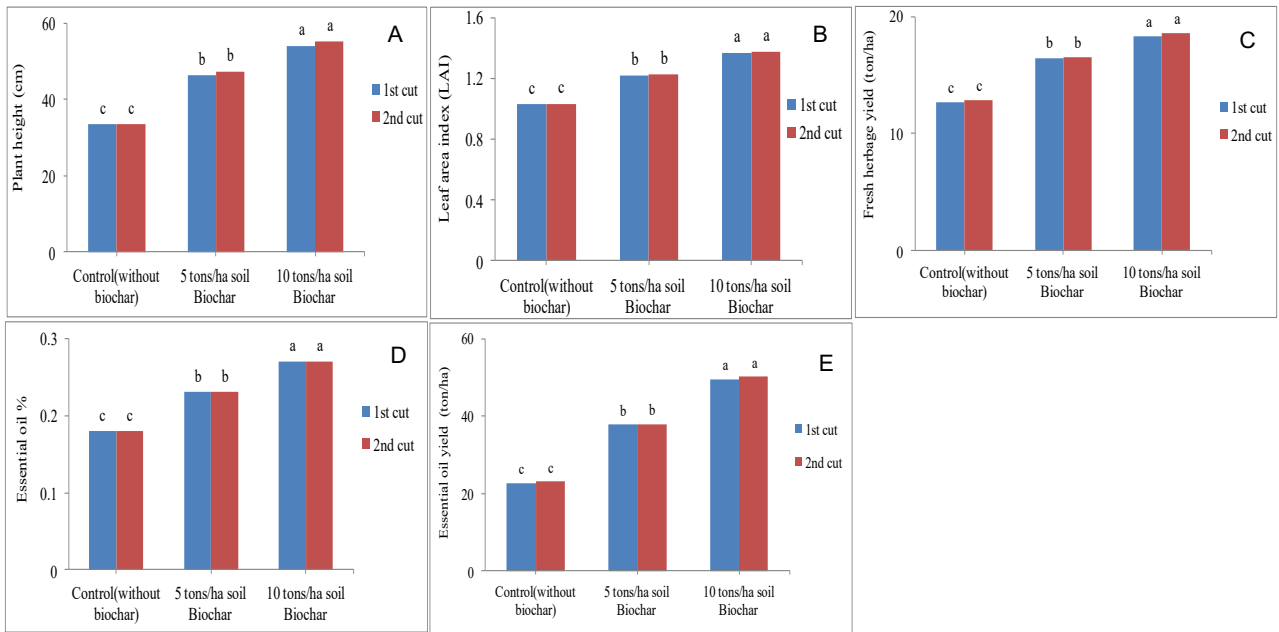 A
Plant height (cm)
60
40
20
0
c c
b b
a a
1st cut
2nd cut
Control(without biochar)
5 tons/ha soil Biochar
10 tons/ha soil Biochar
B
Leaf area index (LAI)
1.6
1.2
0.8
0.4
0
c c
b b
a a
1st cut
2nd cut
Control(without biochar)
5 tons/ha soil Biochar
10 tons/ha soil Biochar
C
Fresh herbage yield (ton/ha)
20
10
0
c c
b b
a a
1st cut
2nd cut
Control(without biochar)
5 tons/ha soil Biochar
10 tons/ha soil Biochar
D
Essential oil %
0.3
0.2
0.1
0
c c
b b
a a
1st cut
2nd cut
Control(without biochar)
5 tons/ha soil Biochar
10 tons/ha soil Biochar
E
Essential oil yield (ton/ha)
60
40
20
0
c c
b b
a a
1st cut
2nd cut
Control(without biochar)
5 tons/ha soil Biochar
10 tons/ha soil Biochar